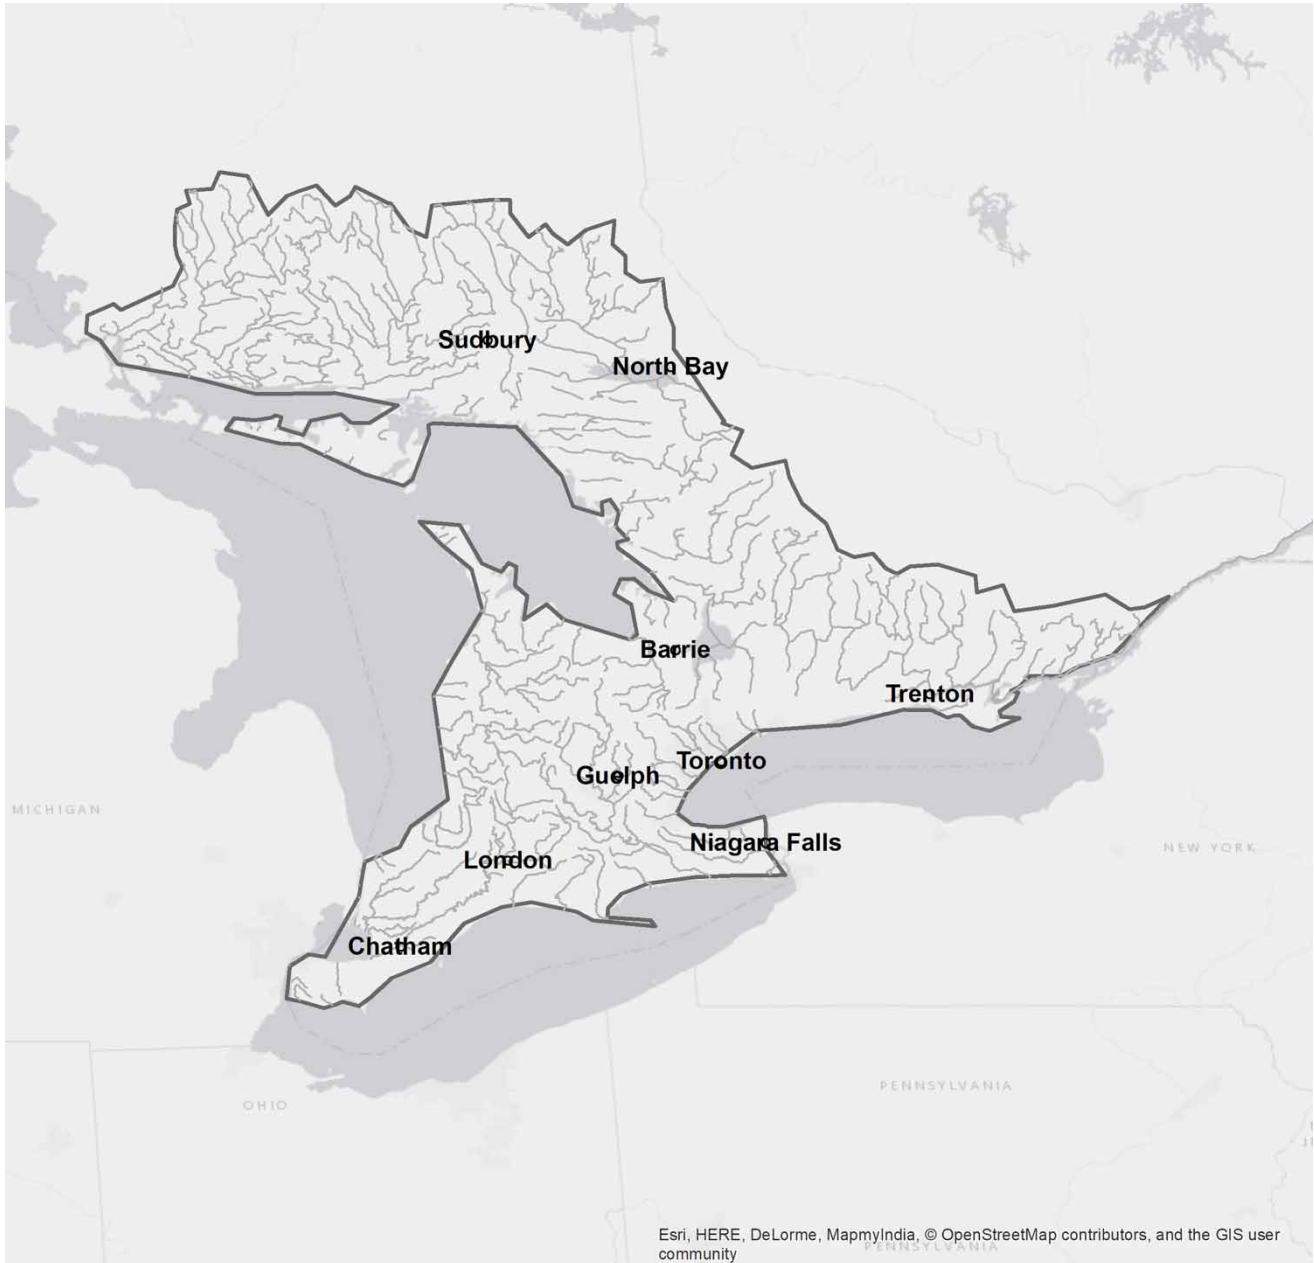 Sudbury
North Bay
Barrie
Trenton
Toronto
Guelph
MICHIGAN
Niagara Falls
NEW YORK
London
Chatham
PENNSYLVANIA
OHIO
Esri, HERE, DeLorme, MapmyIndia, © OpenStreetMap contributors, and the GIS user
community
PENNSYLVANIA